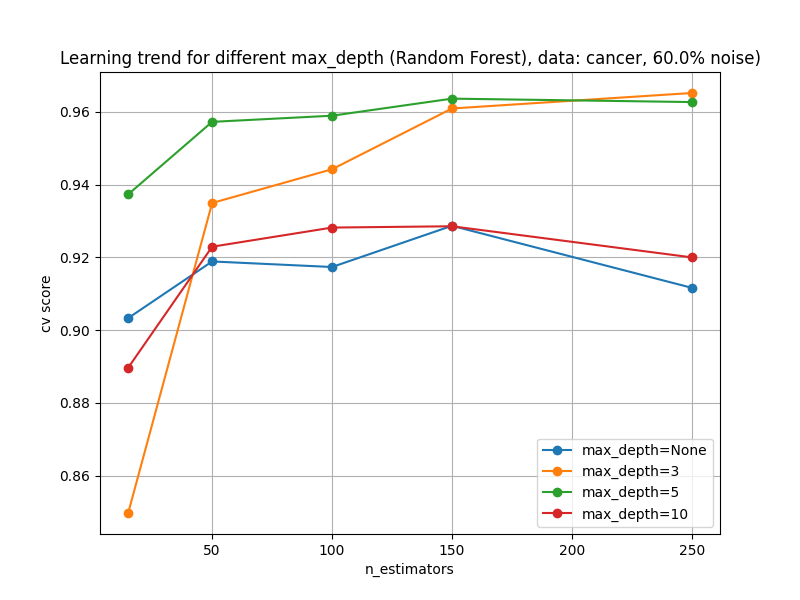 Learning trend for different max_depth (Random Forest), data: cancer, 60.0% noise)
cv score
0.96
0.94
0.92
0.90
0.88
0.86
50
100
150
200
250
n_estimators
max_depth=None
max_depth=3
max_depth=5
max_depth=10